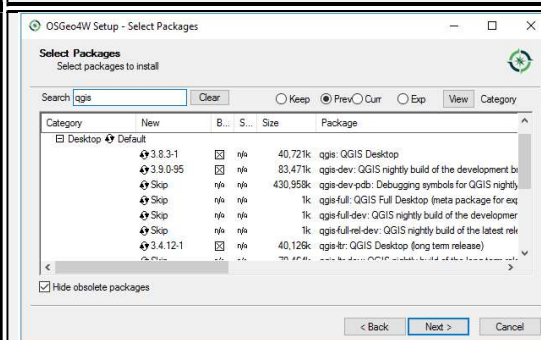 OSGeo4W Setup - Select Packages
Select Packages
Select packages to install
Search qgis Clear Keep Prev Curr Exp View Category
Category New B... S... Size Package
Desktop Default
3.8.3-1 n/a 40,721k qgis: QGIS Desktop
3.9.0-95 n/a 83,471k qgis-dev: QGIS nightly build of the development b
Skip n/a n/a 430,958k qgis-dev-pdb: Debugging symbols for QGIS nightly
Skip n/a n/a 1k qgis-full: QGIS Full Desktop (meta package for exp
Skip n/a n/a 1k qgis-full-dev: QGIS nightly build of the developmer
Skip n/a n/a 1k qgis-full-rel-dev: QGIS nightly build of the latest rele
3.4.12-1 n/a 40,126k qgis-ltr: QGIS Desktop (long term release)
Hide obsolete packages
< Back Next > Cancel